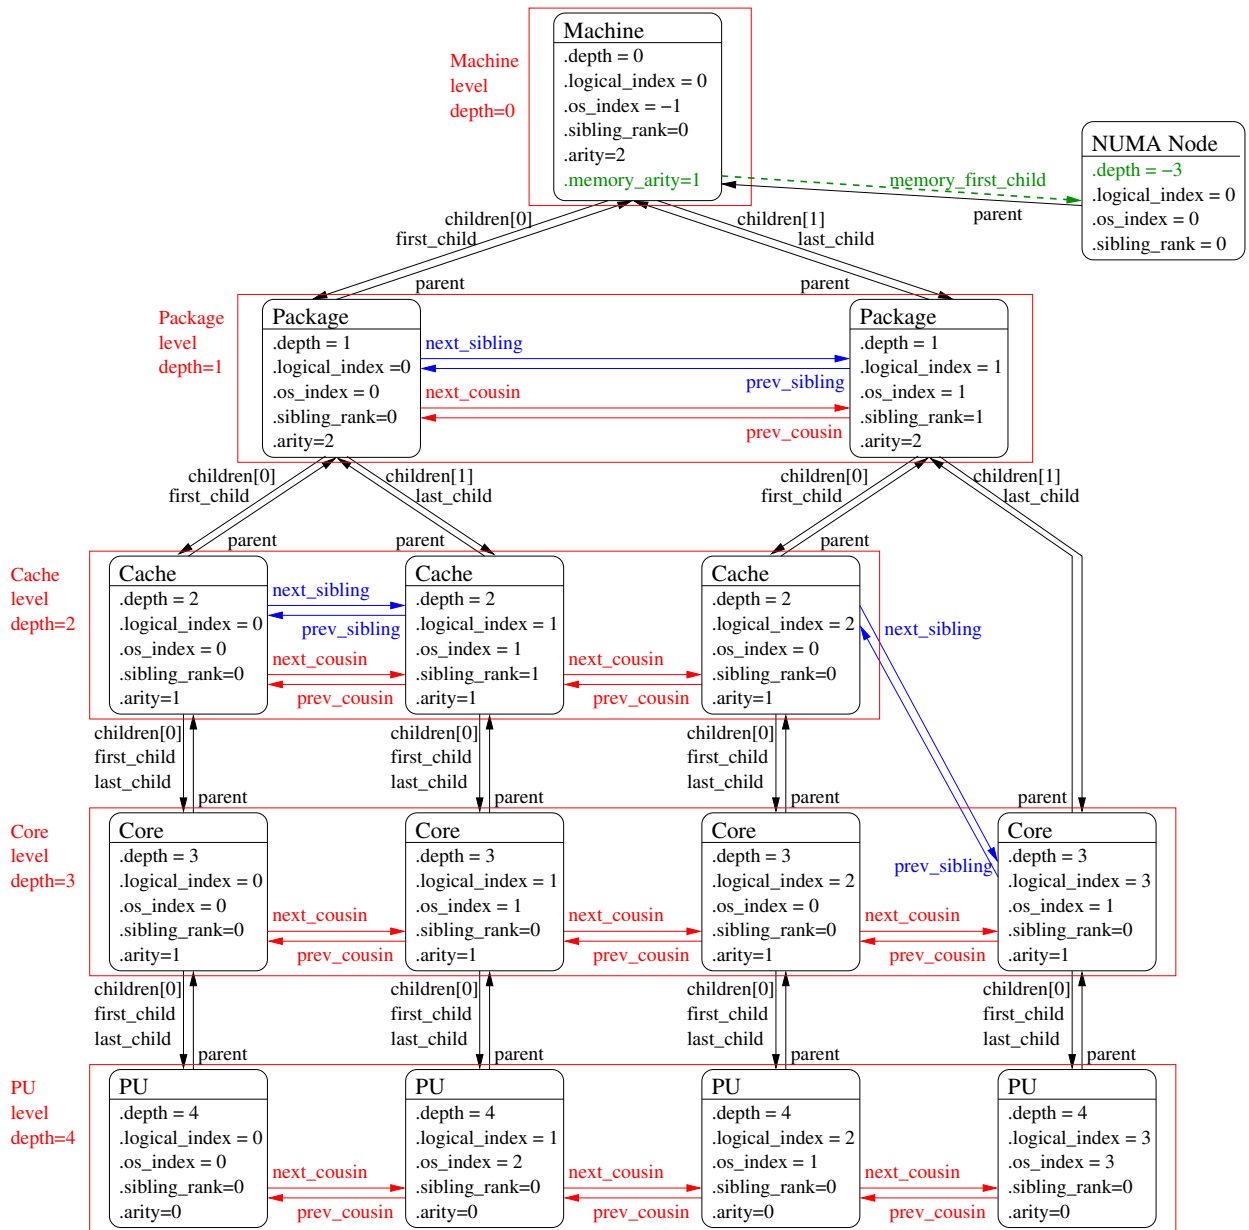 Machine
level
depth=0
Machine
.depth = 0
.logical_index = 0
.os_index = −1
.sibling_rank=0
.arity=2
.memory_arity=1
NUMA Node
.depth = −3
.logical_index = 0
.os_index = 0
.sibling_rank = 0
memory_first_child
parent
children[0]
first_child
parent
children[1]
last_child
parent
Package
level
depth=1
Package
.depth = 1
.logical_index =0
.os_index = 0
.sibling_rank=0
.arity=2
next_sibling
prev_sibling
next_cousin
prev_cousin
Package
.depth = 1
.logical_index = 1
.os_index = 1
.sibling_rank=1
.arity=2
children[0]
first_child
parent
children[1]
last_child
parent
children[0]
first_child
parent
children[1]
last_child
Cache
level
depth=2
Cache
.depth = 2
.logical_index = 0
.os_index = 0
.sibling_rank=0
.arity=1
next_sibling
prev_sibling
next_cousin
prev_cousin
Cache
.depth = 2
.logical_index = 1
.os_index = 1
.sibling_rank=1
.arity=1
next_cousin
prev_cousin
Cache
.depth = 2
.logical_index = 2
.os_index = 0
.sibling_rank=0
.arity=1
next_sibling
prev_sibling
children[0]
first_child
last_child
parent
children[0]
first_child
last_child
parent
children[0]
first_child
last_child
parent
parent
Core
level
depth=3
Core
.depth = 3
.logical_index = 0
.os_index = 0
.sibling_rank=0
.arity=1
next_cousin
prev_cousin
Core
.depth = 3
.logical_index = 1
.os_index = 1
.sibling_rank=0
.arity=1
next_cousin
prev_cousin
Core
.depth = 3
.logical_index = 2
.os_index = 0
.sibling_rank=0
.arity=1
next_cousin
prev_cousin
Core
.depth = 3
.logical_index = 3
.os_index = 1
.sibling_rank=0
.arity=1
children[0]
first_child
last_child
parent
children[0]
first_child
last_child
parent
children[0]
first_child
last_child
parent
children[0]
first_child
last_child
parent
PU
level
depth=4
PU
.depth = 4
.logical_index = 0
.os_index = 0
.sibling_rank=0
.arity=0
next_cousin
prev_cousin
PU
.depth = 4
.logical_index = 1
.os_index = 2
.sibling_rank=0
.arity=0
next_cousin
prev_cousin
PU
.depth = 4
.logical_index = 2
.os_index = 1
.sibling_rank=0
.arity=0
next_cousin
prev_cousin
PU
.depth = 4
.logical_index = 3
.os_index = 3
.sibling_rank=0
.arity=0